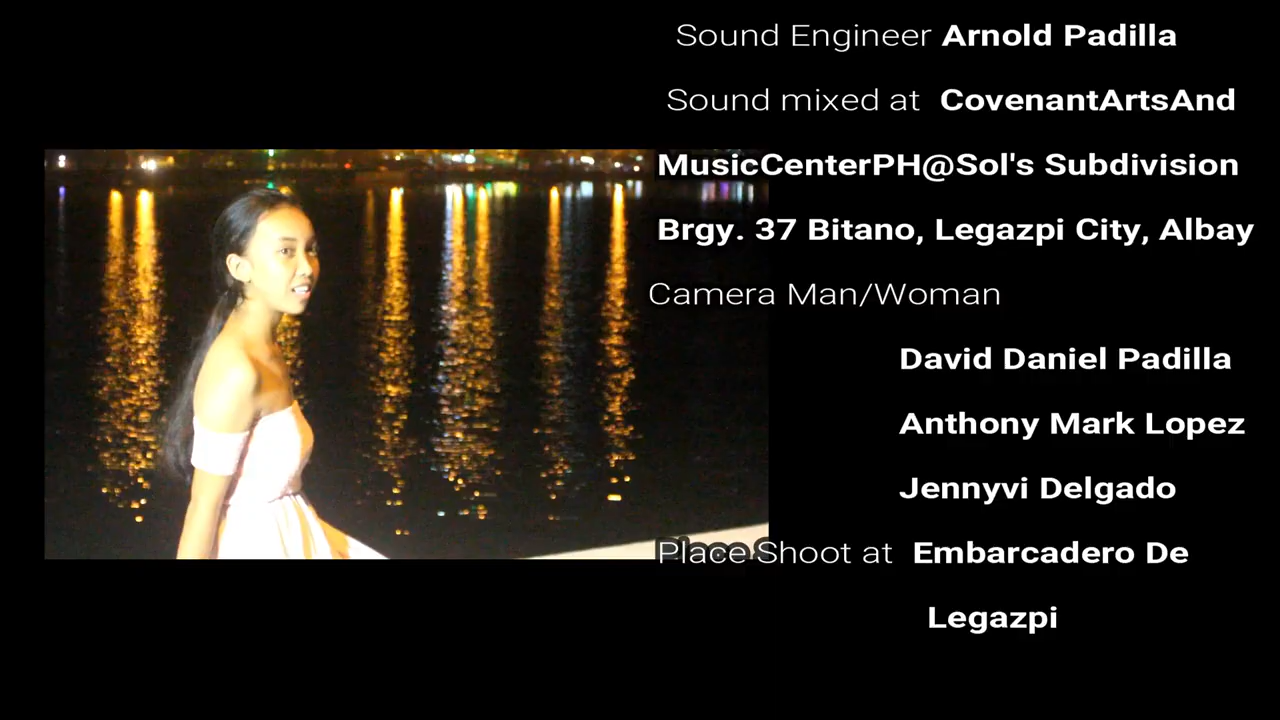 Sound Engineer Arnold Padilla
Sound mixed at CovenantArtsAnd
MusicCenterPH@Sol's Subdivision
Brgy. 37 Bitano, Legazpi City, Albay
Camera Man/Woman
David Daniel Padilla
Anthony Mark Lopez
Jennyvi Delgado
Place Shoot at Embarcadero De
Legazpi